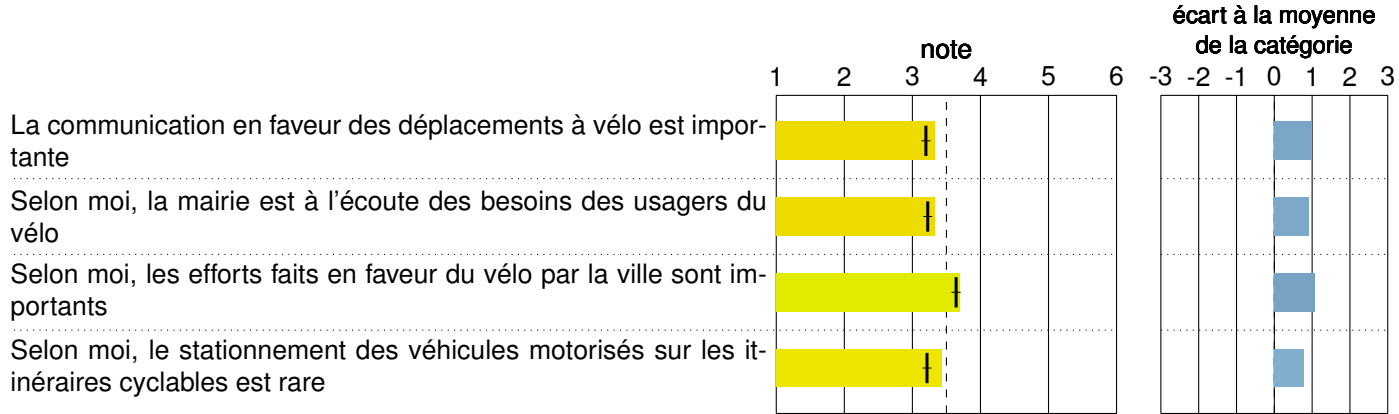 écart à la moyenne
de la catégorie
note
1 2 3 4 5 6
-3 -2 -1 0 1 2 3
La communication en faveur des déplacements à vélo est impor-
tante
Selon moi, la mairie est à l'écoute des besoins des usagers du
vélo
Selon moi, les efforts faits en faveur du vélo par la ville sont im-
portants
Selon moi, le stationnement des véhicules motorisés sur les it-
inéraires cyclables est rare